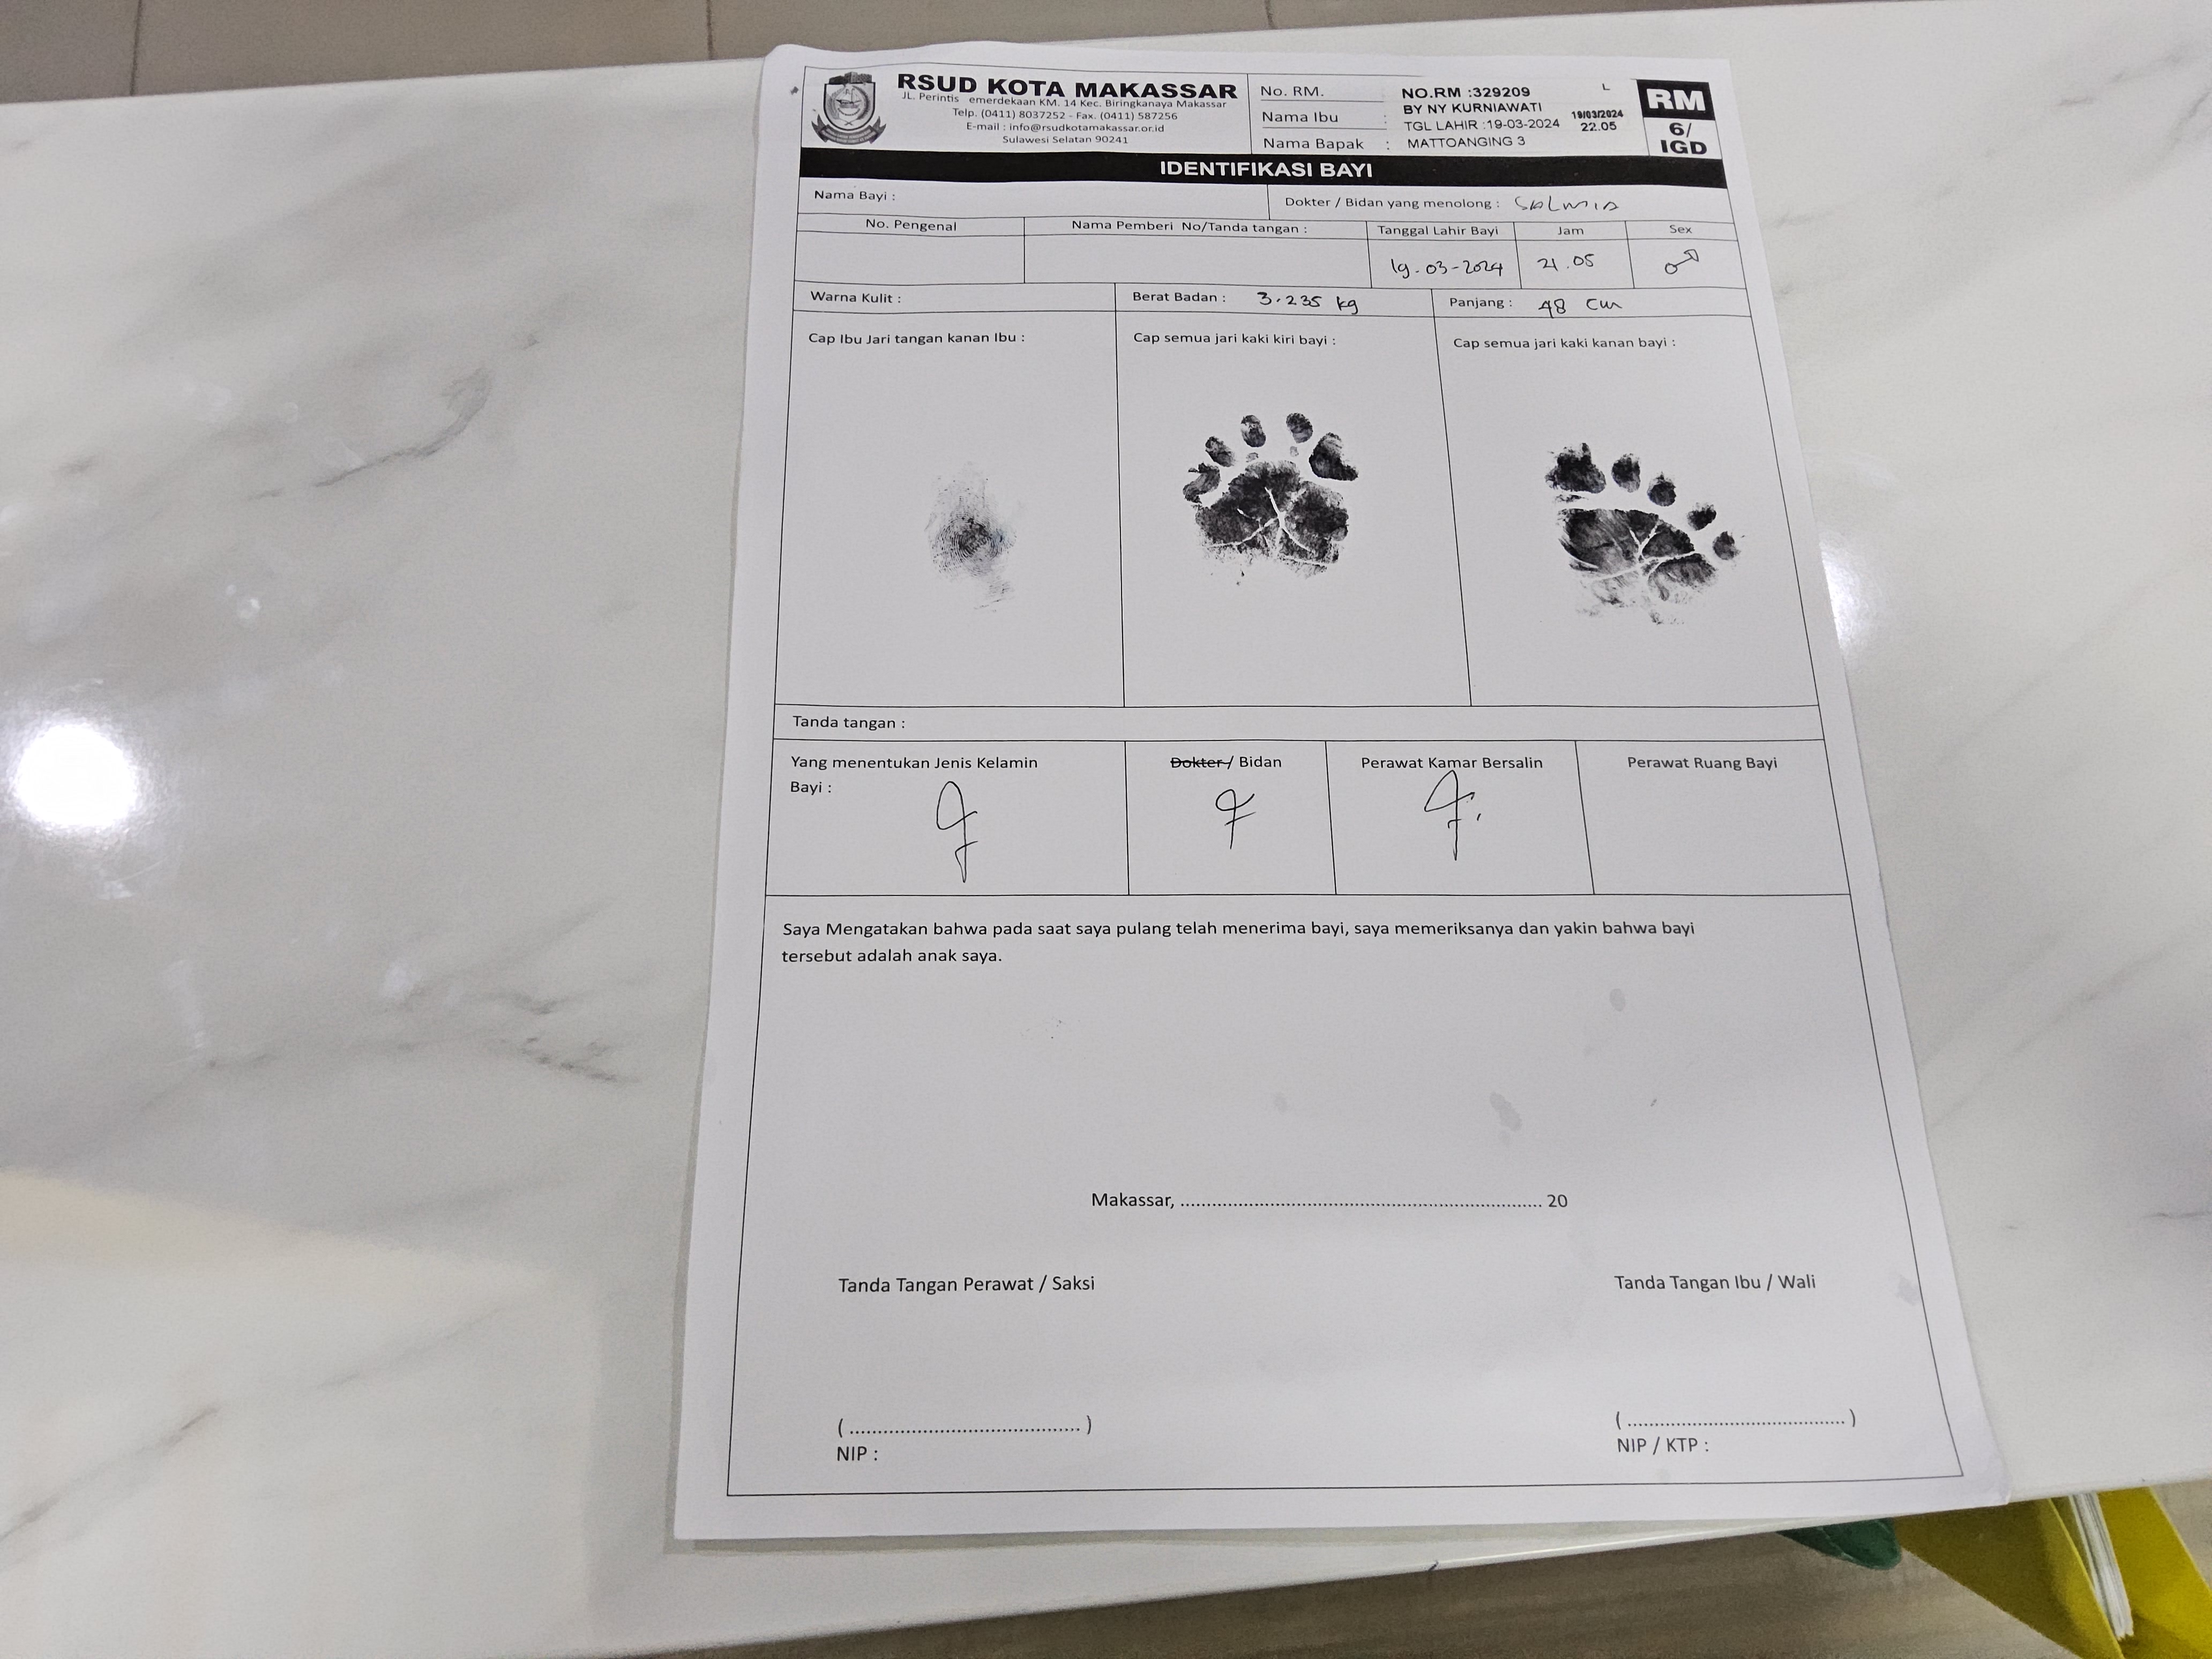 RSUD KOTA MAKASSAR
JL. Perintis emerdekaan KM. 14 Kec. Biringkanaya Makassar
Telp. (0411) 8037252 - Fax. (0411) 587256
E-mail : info@rsudkotamakassar.or.id
Sulawesi Selatan 90241
No. RM.
Nama Ibu :
Nama Bapak :
L
NO.RM :329209
BY NY KURNIAWATI
TGL LAHIR :19-03-2024
MATTOANGING 3
19/03/2024
22.05
RM
6/
IGD
IDENTIFIKASI BAYI
Nama Bayi :
Dokter / Bidan yang menolong : SALMIA
No. Pengenal
Nama Pemberi No/Tanda tangan :
Tanggal Lahir Bayi
Jam
Sex
19-03-2024
21.05
Warna Kulit :
Berat Badan : 3.235 kg
Panjang : 48 cm
Cap Ibu Jari tangan kanan Ibu :
Cap semua jari kaki kiri bayi :
Cap semua jari kaki kanan bayi :
Tanda tangan :
Yang menentukan Jenis Kelamin
Bayi :
Dokter / Bidan
Perawat Kamar Bersalin
Perawat Ruang Bayi
Saya Mengatakan bahwa pada saat saya pulang telah menerima bayi, saya memeriksanya dan yakin bahwa bayi
tersebut adalah anak saya.
Makassar, .................................................................... 20
Tanda Tangan Perawat / Saksi
Tanda Tangan Ibu / Wali
( ............................................ )
NIP :
( ......................................... )
NIP / KTP :